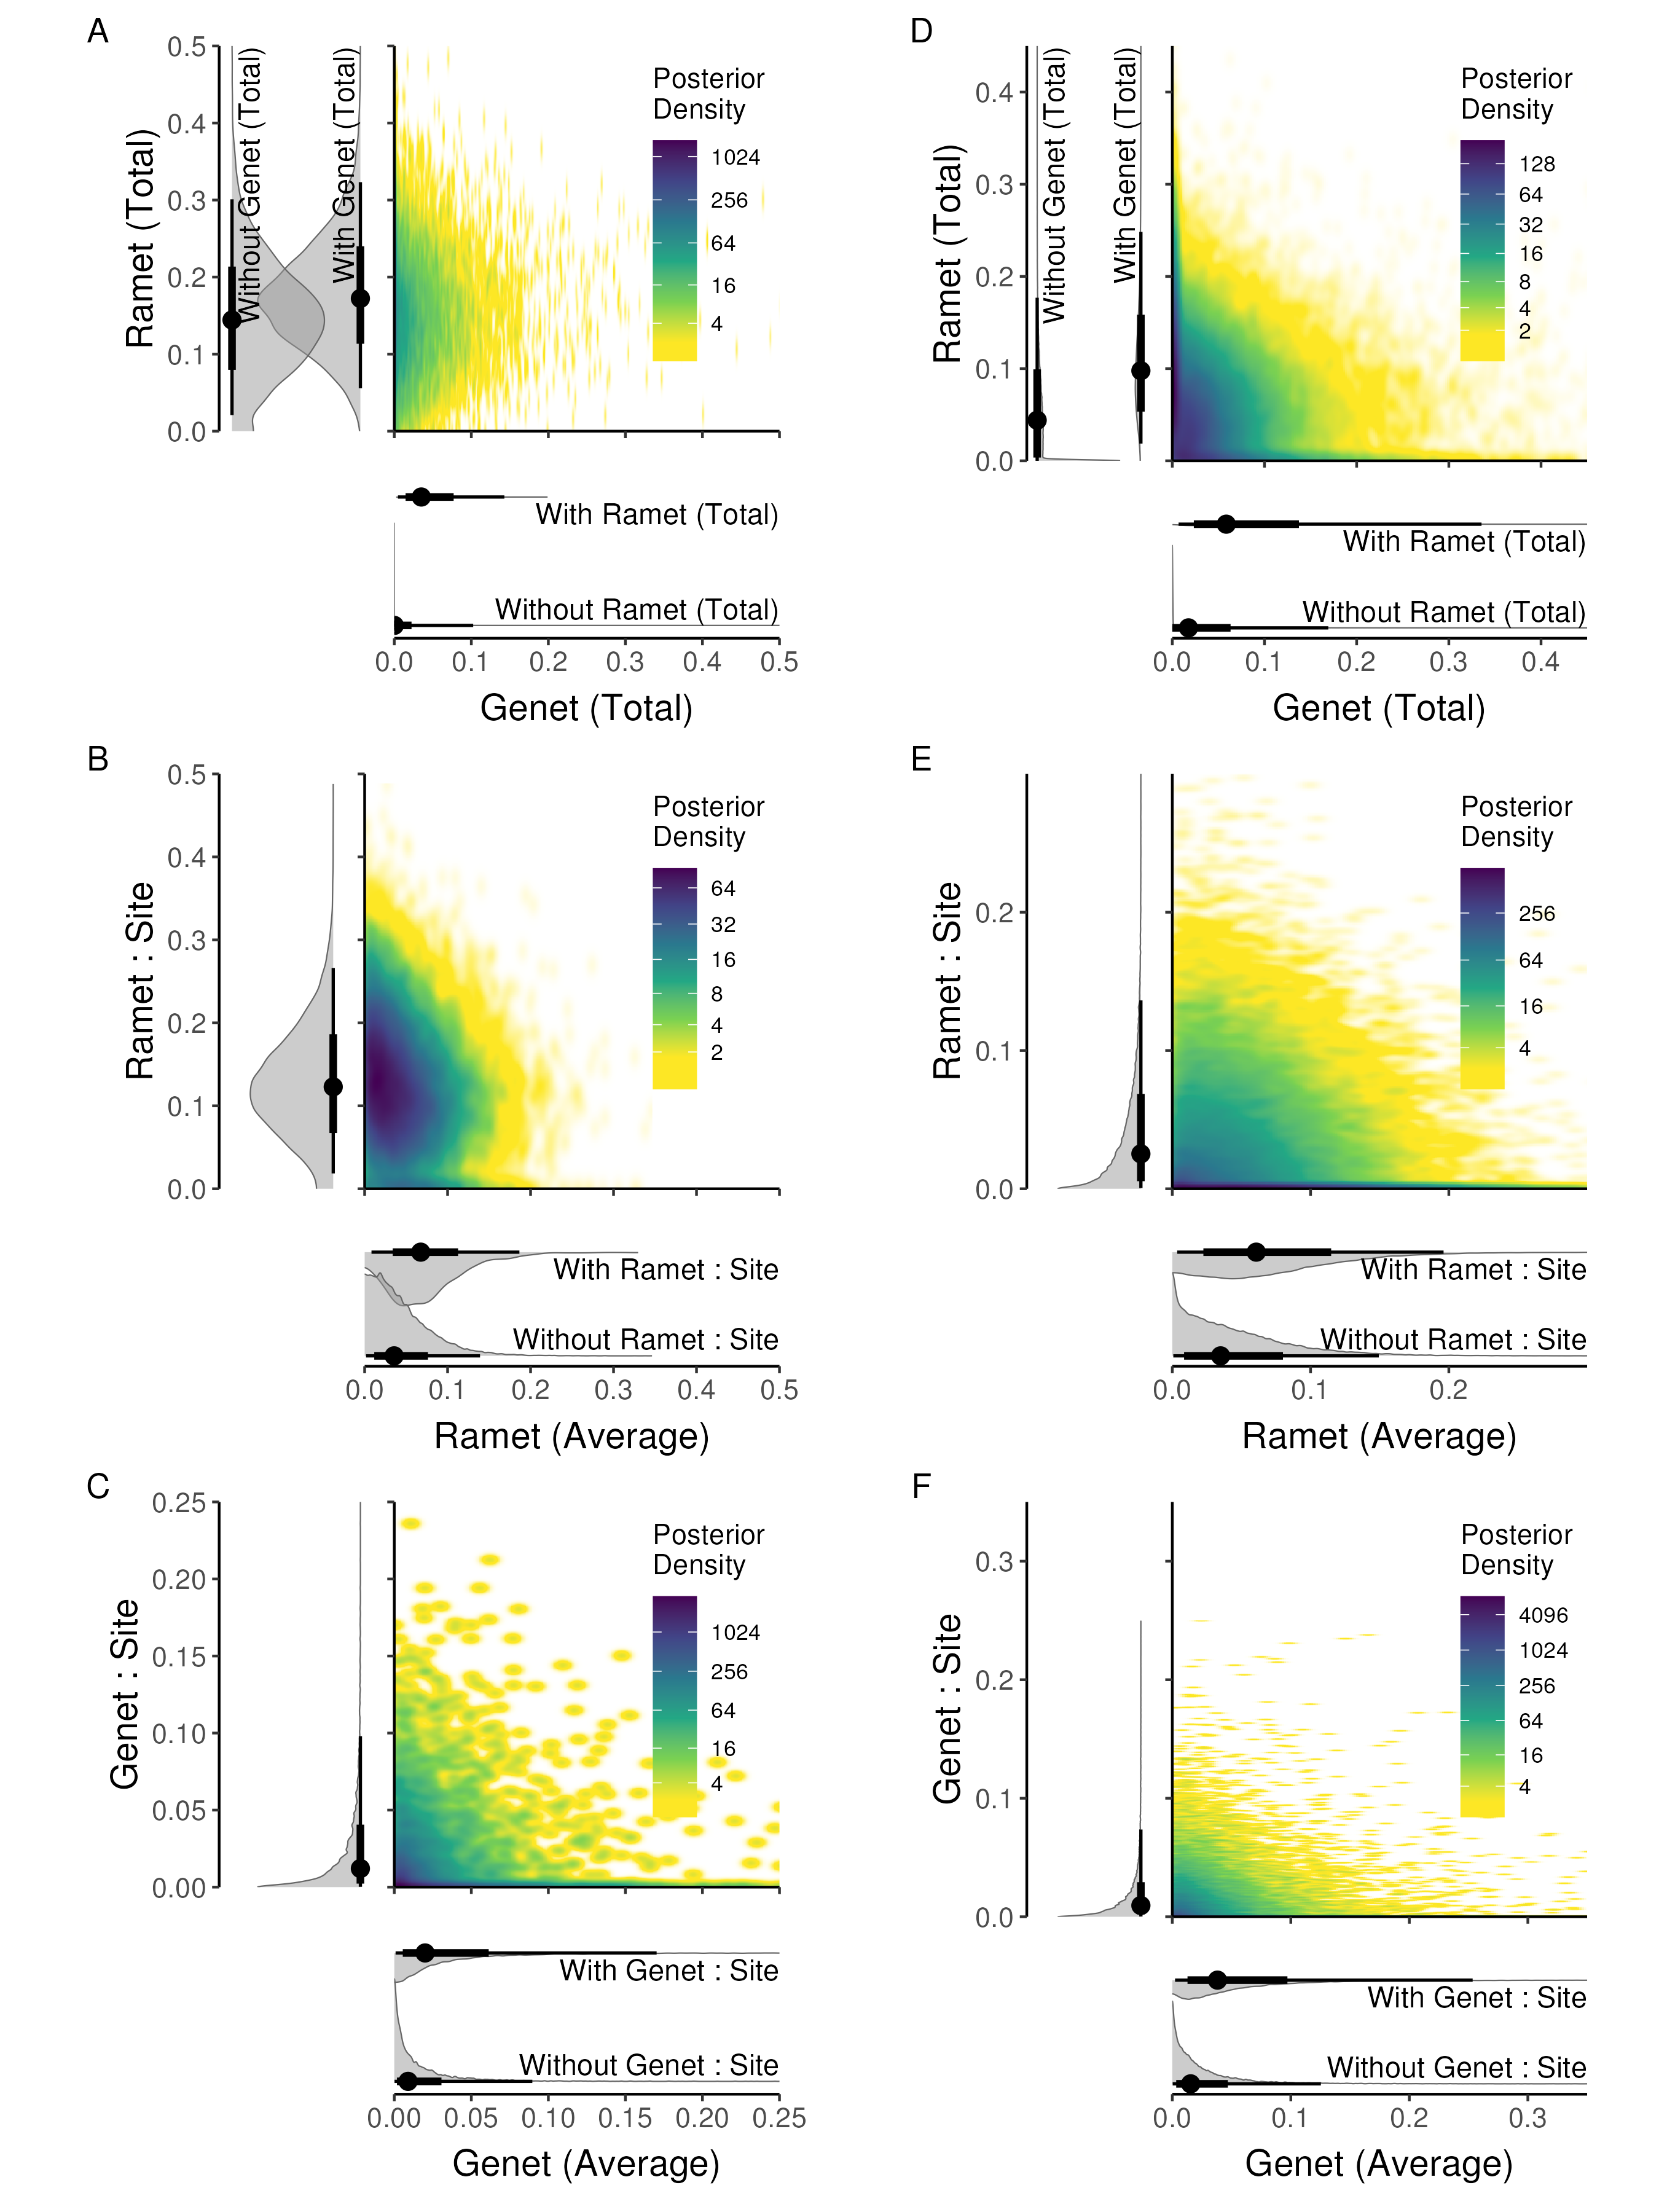 A
Ramet (Total)
0.5
0.4
0.3
0.2
0.1
0.0
Without Genet (Total)
With Genet (Total)
Posterior
Density
1024
256
64
16
4
With Ramet (Total)
Without Ramet (Total)
0.0 0.1 0.2 0.3 0.4 0.5
Genet (Total)
D
Ramet (Total)
0.4
0.3
0.2
0.1
0.0
Without Genet (Total)
With Genet (Total)
Posterior
Density
128
64
32
16
8
4
2
With Ramet (Total)
Without Ramet (Total)
0.0 0.1 0.2 0.3 0.4
Genet (Total)
B
Ramet : Site
0.5
0.4
0.3
0.2
0.1
0.0
Posterior
Density
64
32
16
8
4
2
With Ramet : Site
Without Ramet : Site
0.0 0.1 0.2 0.3 0.4 0.5
Ramet (Average)
E
Ramet : Site
0.2
0.1
0.0
Posterior
Density
256
64
16
4
With Ramet : Site
Without Ramet : Site
0.0 0.1 0.2
Ramet (Average)
C
Genet : Site
0.25
0.20
0.15
0.10
0.05
0.00
Posterior
Density
1024
256
64
16
4
With Genet : Site
Without Genet : Site
0.00 0.05 0.10 0.15 0.20 0.25
Genet (Average)
F
Genet : Site
0.3
0.2
0.1
0.0
Posterior
Density
4096
1024
256
64
16
4
With Genet : Site
Without Genet : Site
0.0 0.1 0.2 0.3
Genet (Average)